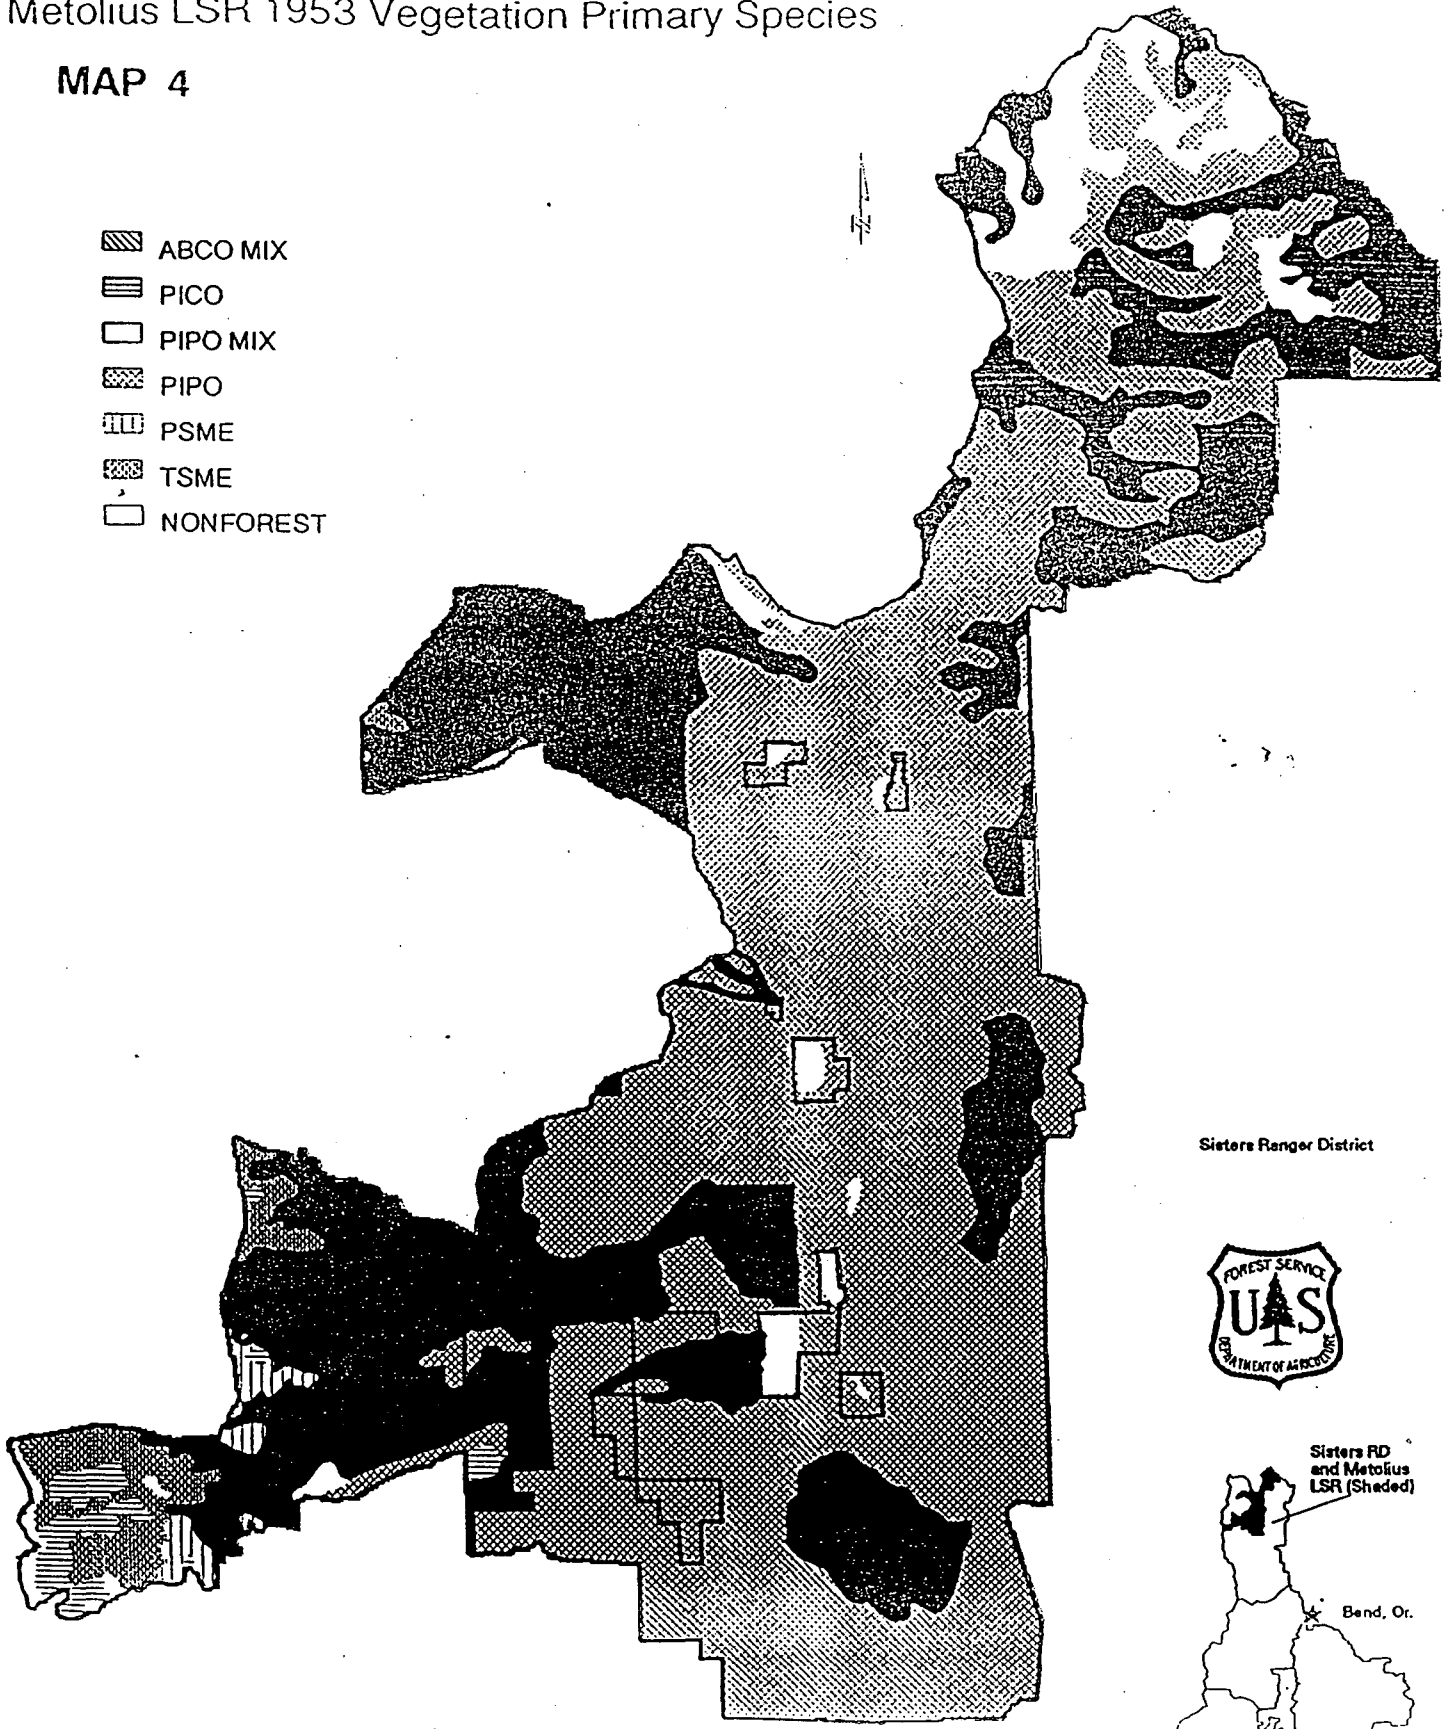 Metolius LSR 1953 Vegetation Primary Species
MAP 4
N
ABCO MIX
PICO
PIPO MIX
PIPO
PSME
TSME
NONFOREST
Sisters Ranger District
FOREST SERVICE
U S
DEPARTMENT OF AGRICULTURE
Sisters RD
and Metolius
LSR (Shaded)
Bend, Or.